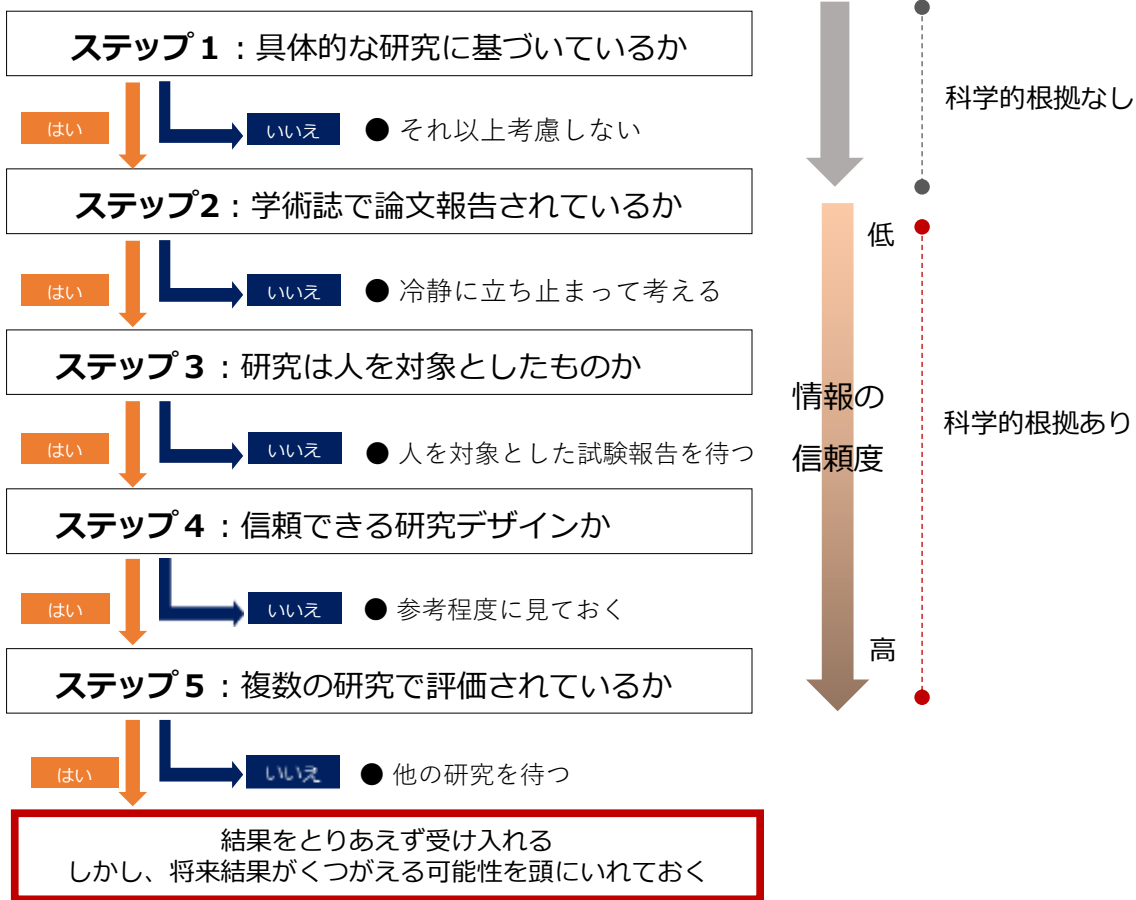 ステップ１：具体的な研究に基づいているか
はい
いいえ
● それ以上考慮しない
ステップ2：学術誌で論文報告されているか
はい
いいえ
● 冷静に立ち止まって考える
ステップ３：研究は人を対象としたものか
はい
いいえ
● 人を対象とした試験報告を待つ
ステップ４：信頼できる研究デザインか
はい
いいえ
● 参考程度に見ておく
ステップ５：複数の研究で評価されているか
はい
いいえ
● 他の研究を待つ
結果をとりあえず受け入れる
しかし、将来結果がくつがえる可能性を頭にいれておく
科学的根拠なし
低
情報の
信頼度
高
科学的根拠あり